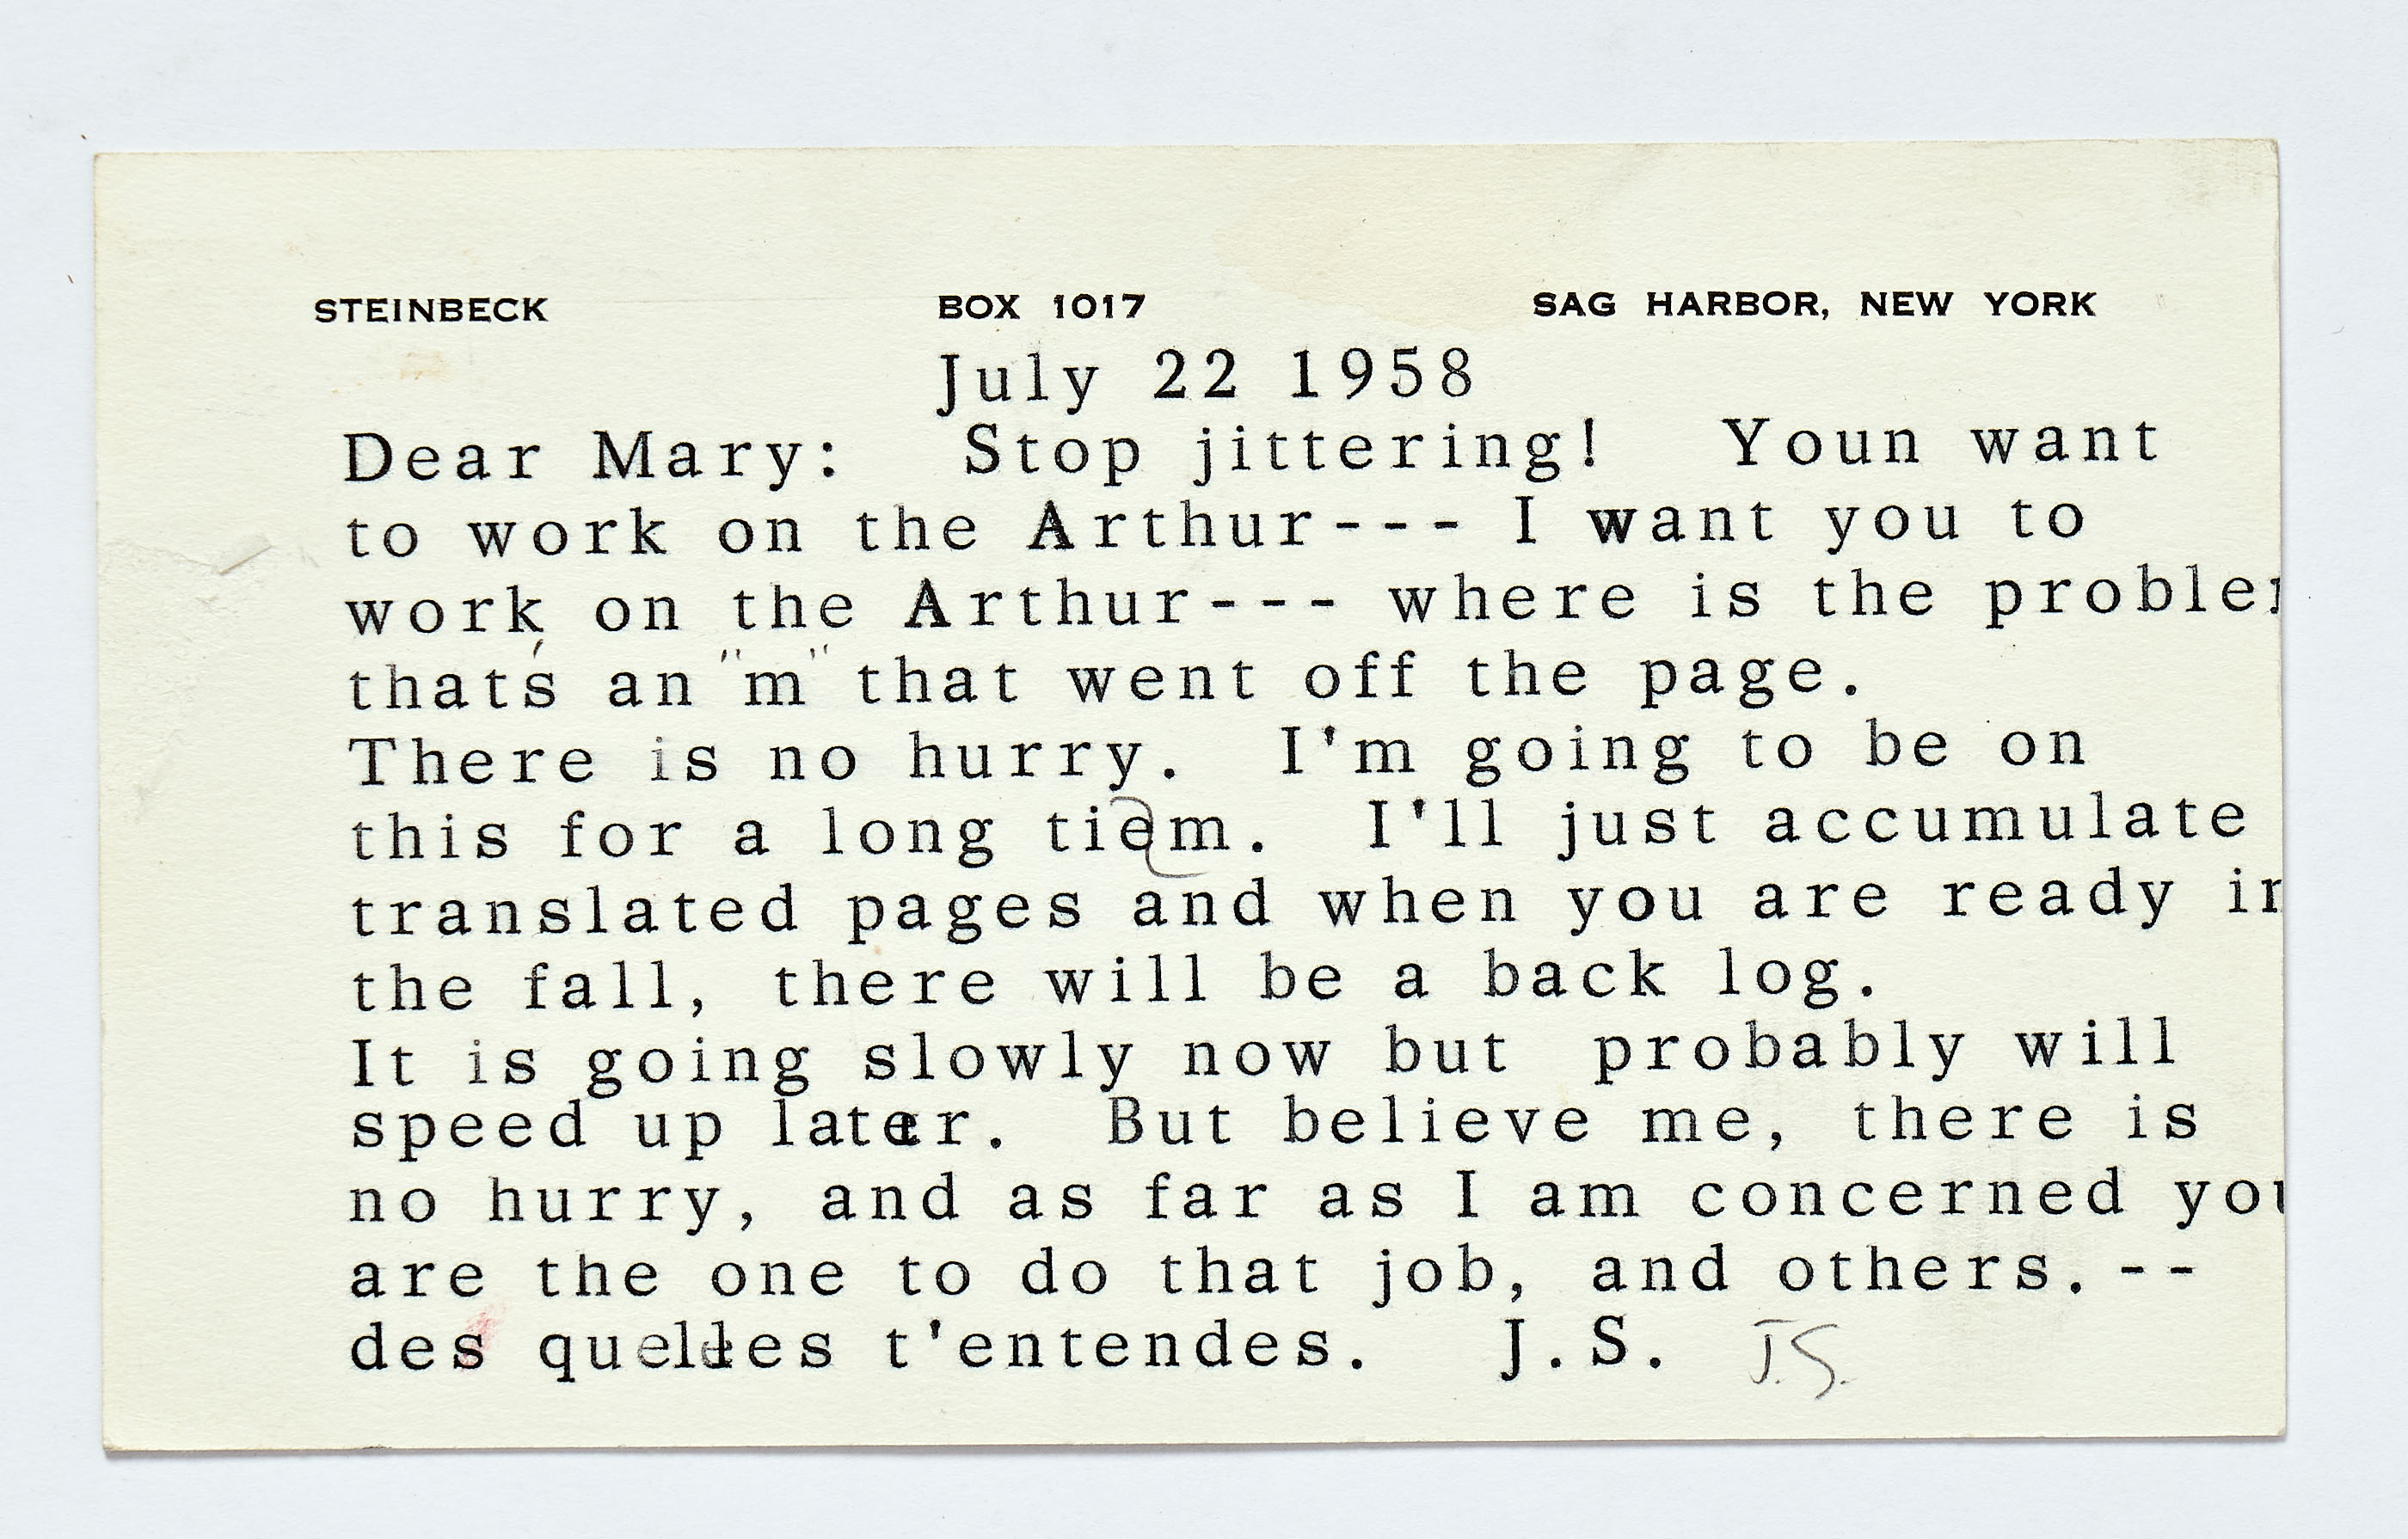 STEINBECK BOX 1017 SAG HARBOR, NEW YORK
July 22 1958
Dear Mary: Stop jittering! Youn want
to work on the Arthur--- I want you to
work on the Arthur--- where is the problem
that's an "m" that went off the page.
There is no hurry. I'm going to be on
this for a long tiem. I'll just accumulate
translated pages and when you are ready in
the fall, there will be a back log.
It is going slowly now but probably will
speed up later. But believe me, there is
no hurry, and as far as I am concerned you
are the one to do that job, and others.--
des quelles t'entendes. J.S. J.S.